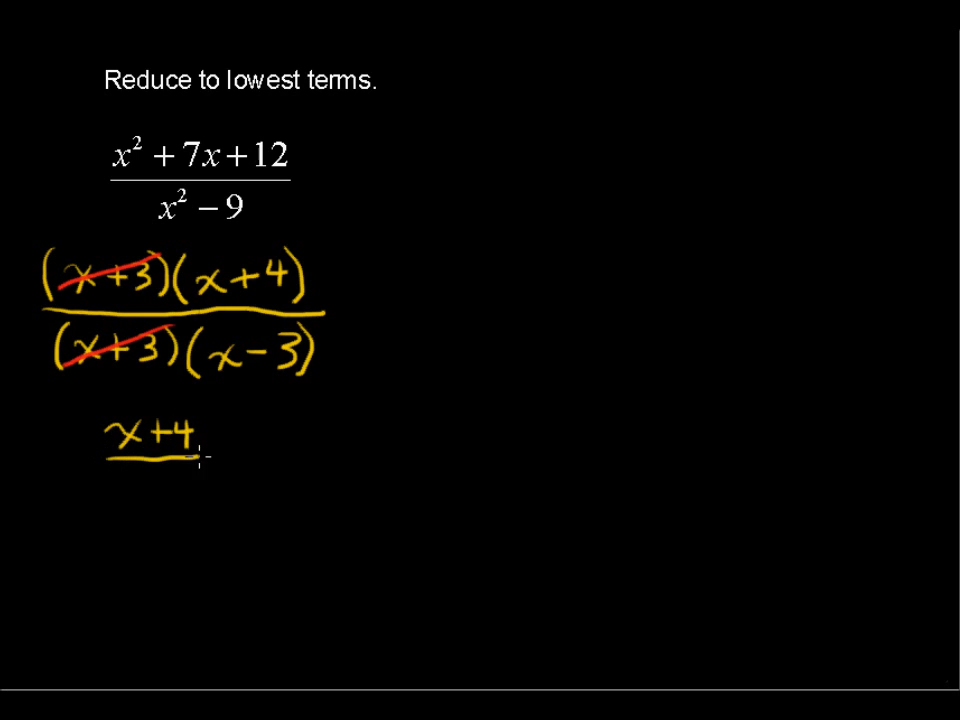 Reduce to lowest terms.
x² + 7x + 12
x² − 9
(x+3)(x+4)
(x+3)(x−3)
x+4